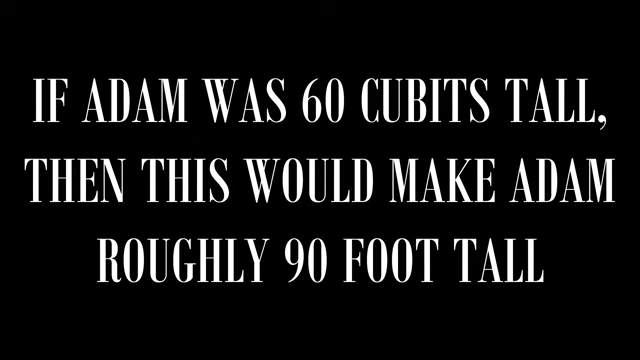 IF ADAM WAS 60 CUBITS TALL,
THEN THIS WOULD MAKE ADAM
ROUGHLY 90 FOOT TALL